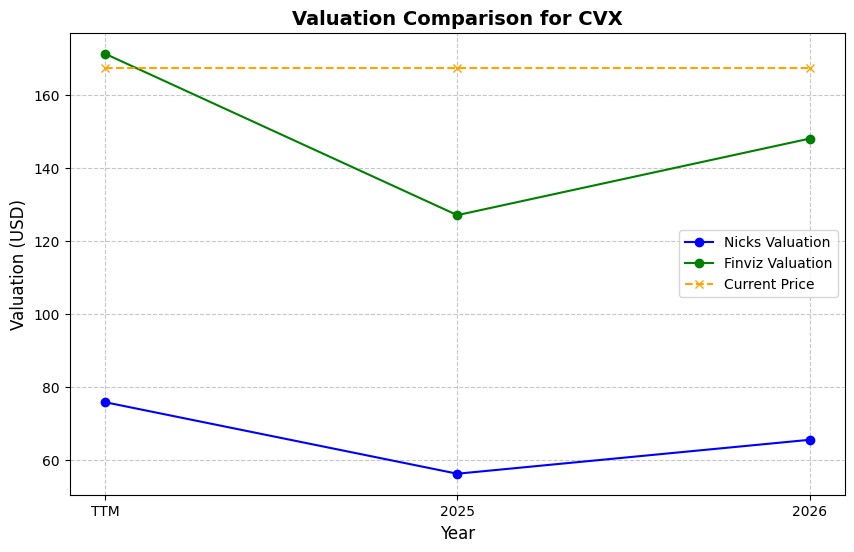 Valuation Comparison for CVX
Valuation (USD)
160
140
120
100
80
60
Nicks Valuation
Finviz Valuation
Current Price
TTM
2025
2026
Year